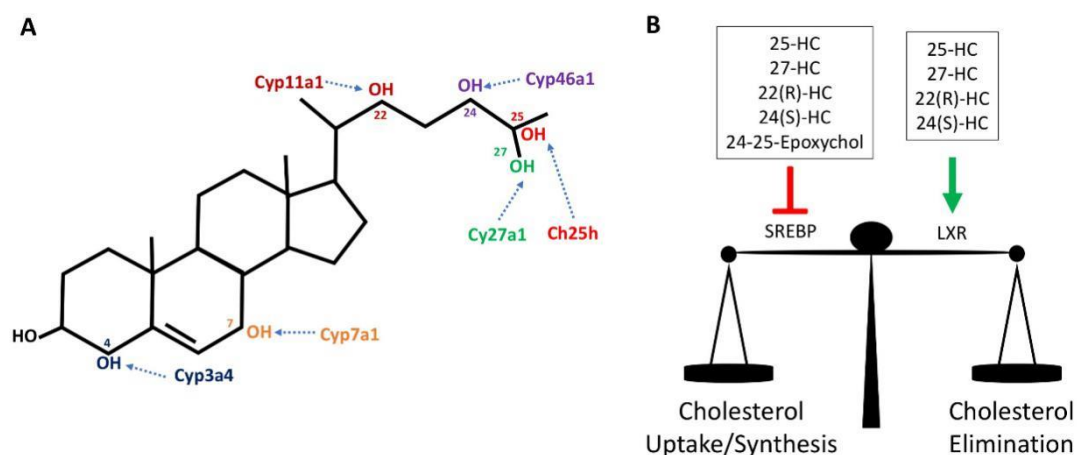 A
Cyp11a1
OH
22
OH
24
Cyp46a1
25
OH
27
OH
Cy27a1
Ch25h
HO
4
OH
Cyp3a4
7
OH
Cyp7a1
B
25-HC
27-HC
22(R)-HC
24(S)-HC
24-25-Epoxychol
25-HC
27-HC
22(R)-HC
24(S)-HC
SREBP
LXR
Cholesterol
Uptake/Synthesis
Cholesterol
Elimination